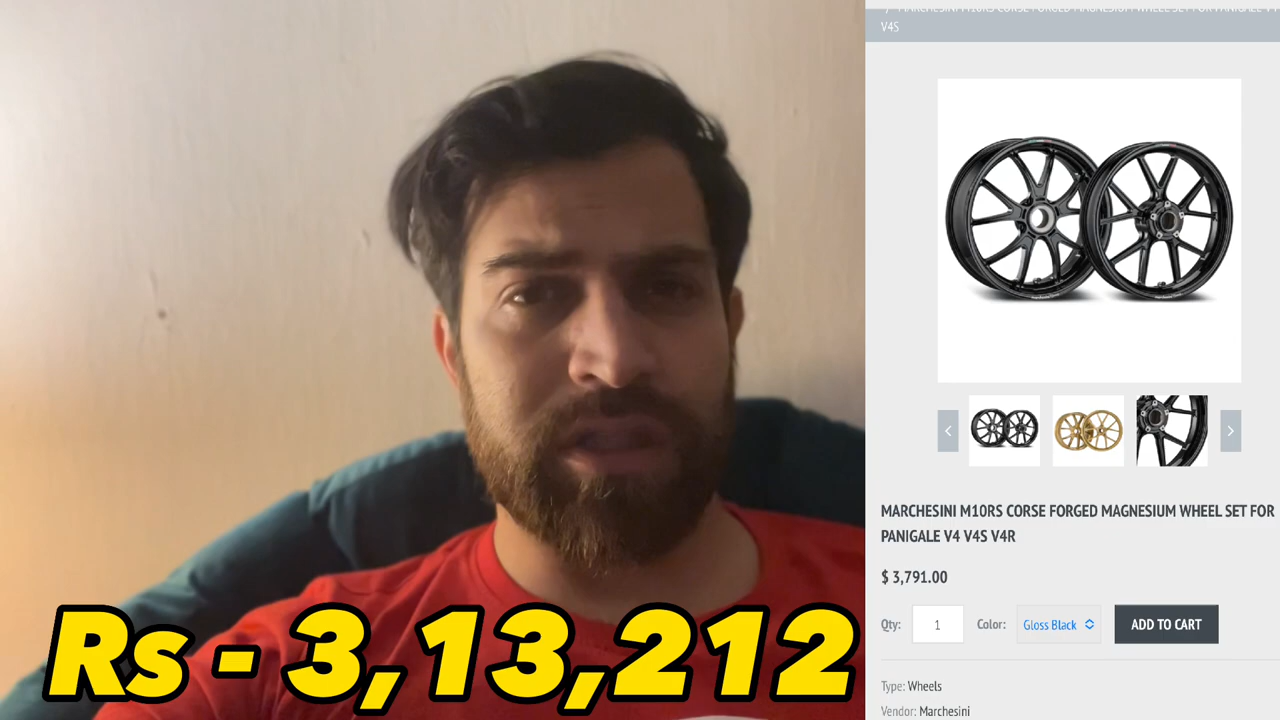 Rs - 3,13,212
V4S
MARCHESINI M10RS CORSE FORGED MAGNESIUM WHEEL SET FOR
PANIGALE V4 V4S V4R
$ 3,791.00
Qty: 1 Color: Gloss Black ADD TO CART
Type: Wheels
Vendor: Marchesini